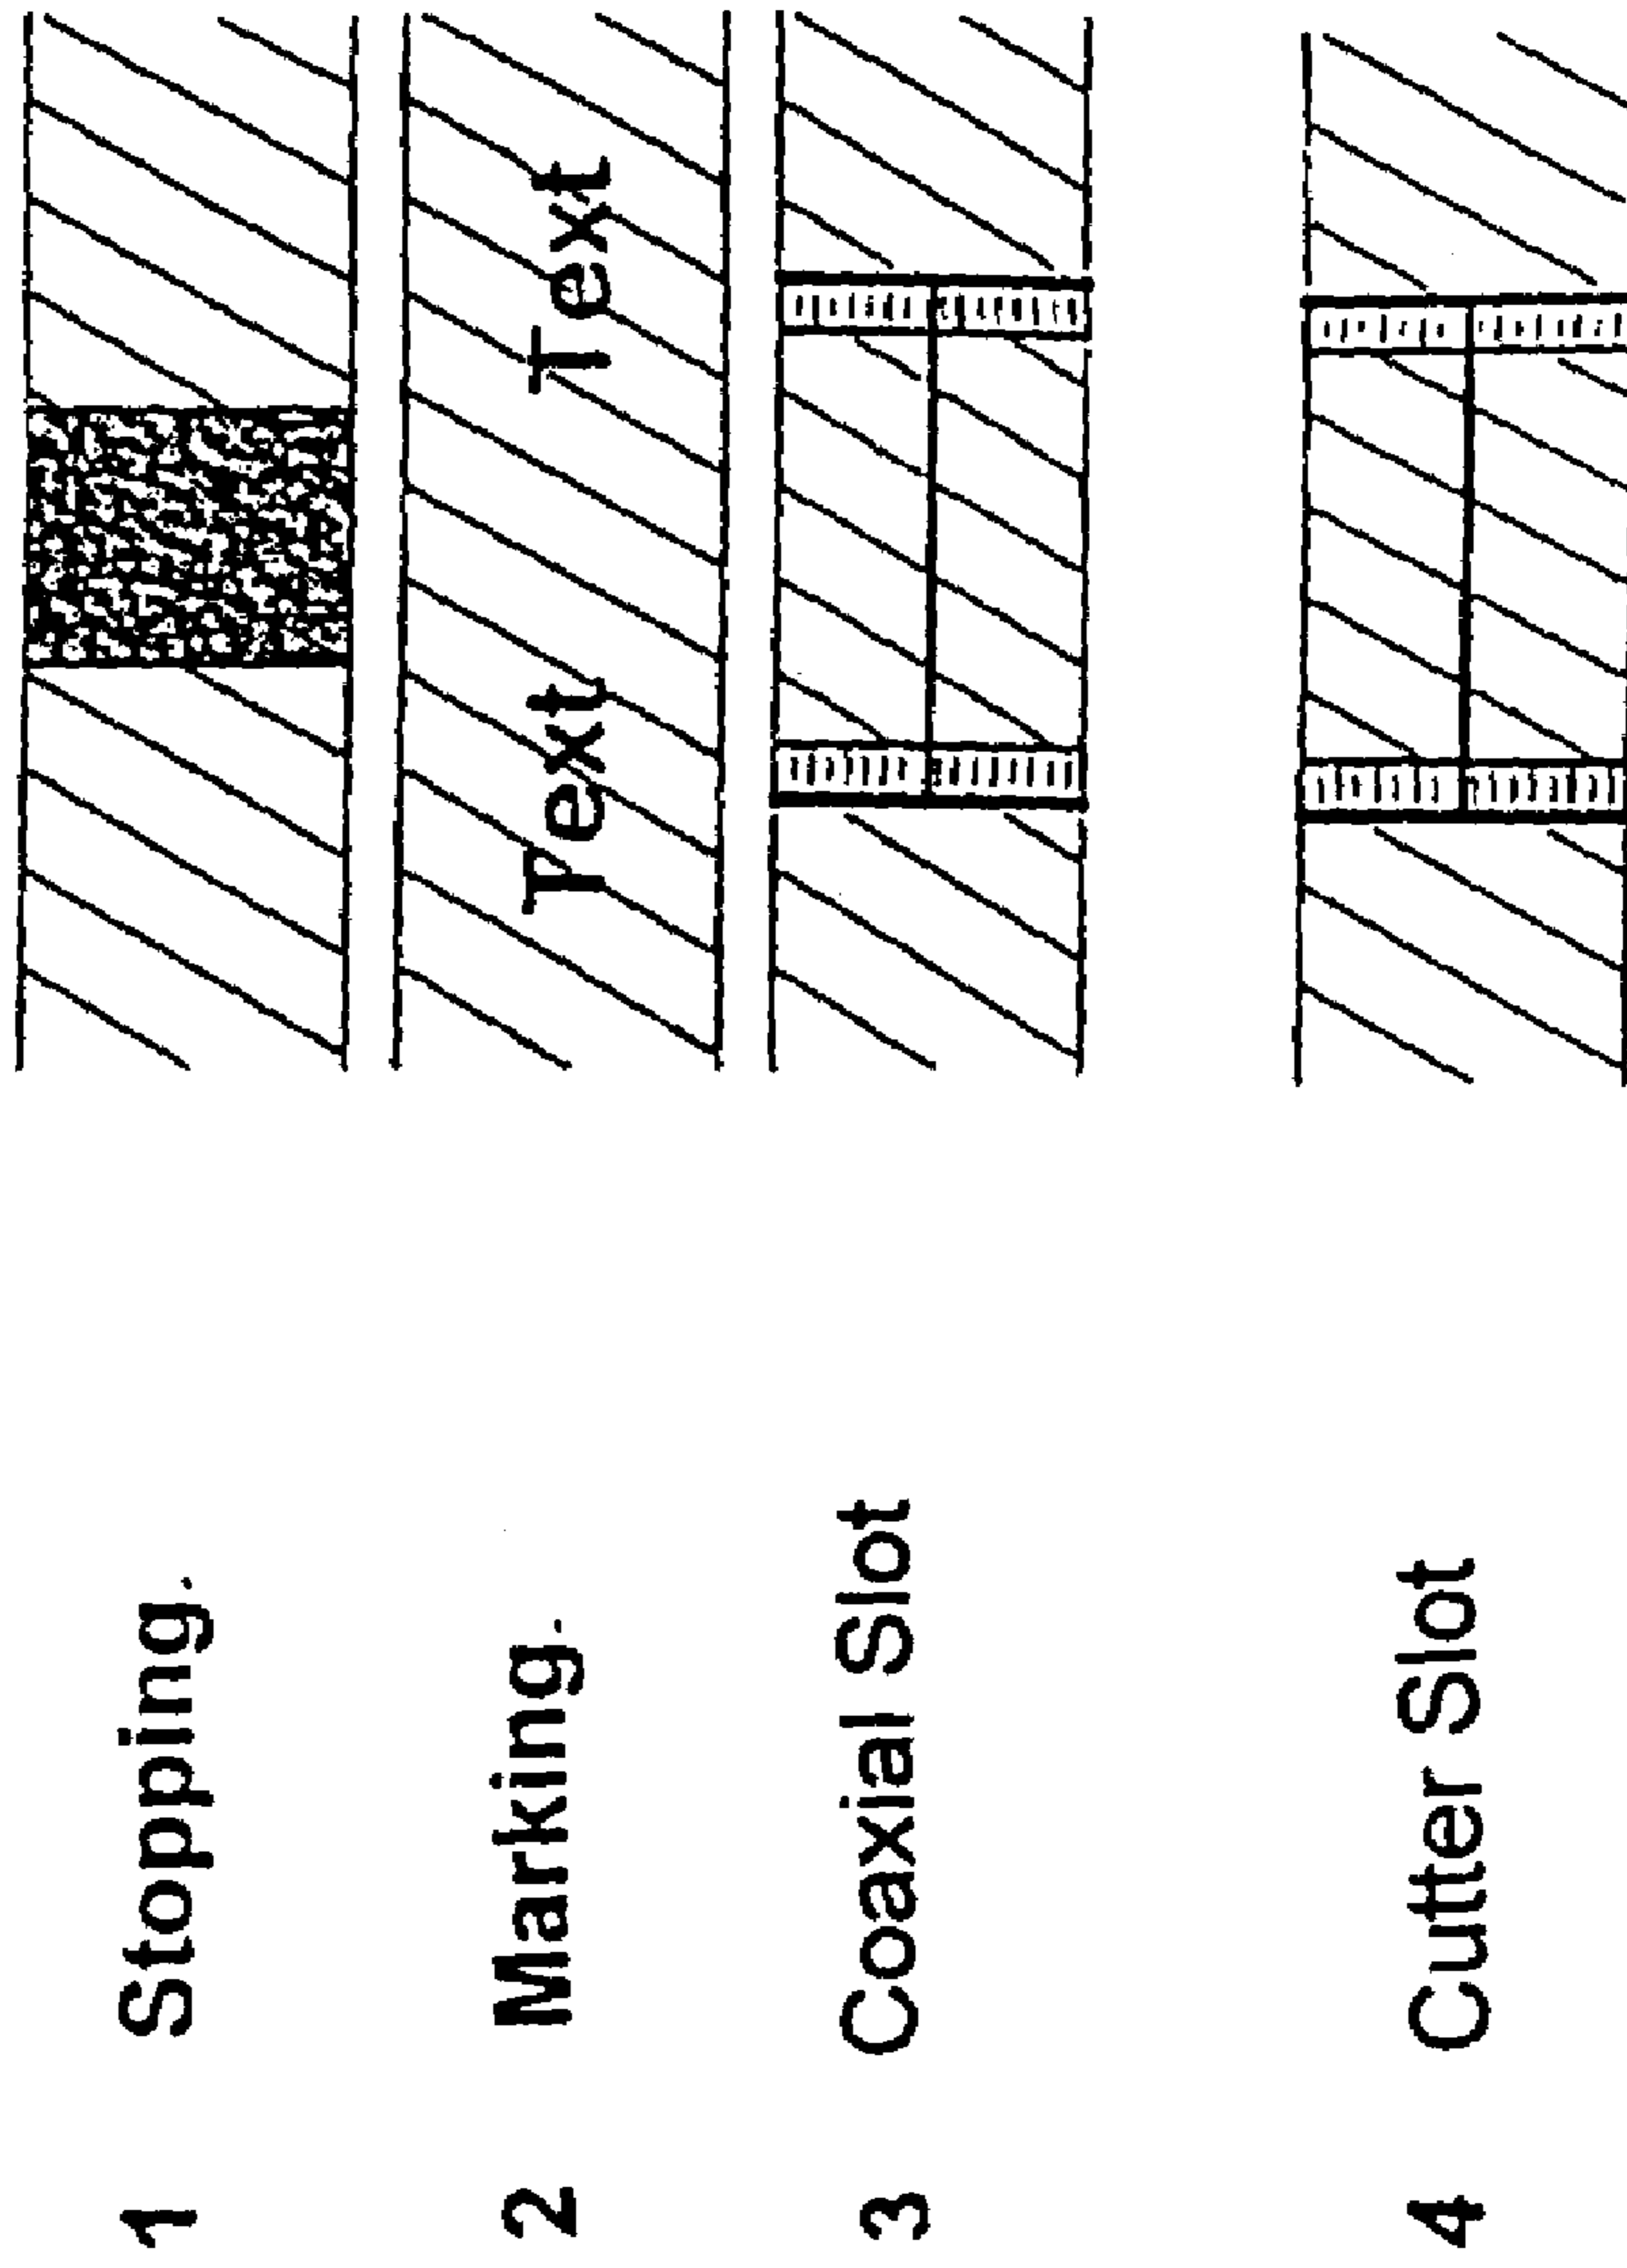 1 Stopping.
Text Text
2 Marking.
3 Coaxial Slot
4 Cutter Slot